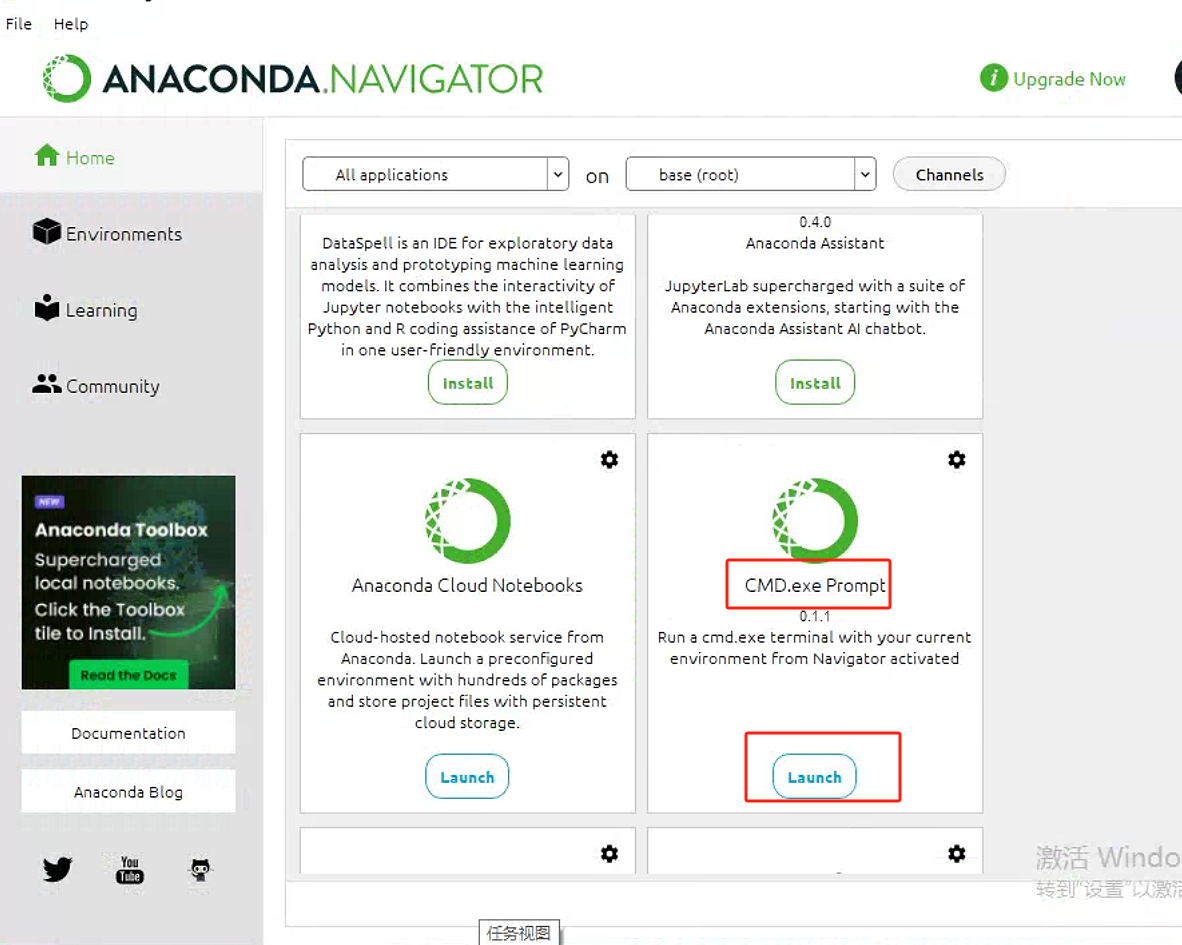 File Help
ANACONDA.NAVIGATOR
Upgrade Now
Home
Environments
Learning
Community
NEW
Anaconda Toolbox
Supercharged
local notebooks.
Click the Toolbox
tile to Install.
Read the Docs
Documentation
Anaconda Blog
You
Tube
All applications on base (root) Channels
DataSpell is an IDE for exploratory data
analysis and prototyping machine learning
models. It combines the interactivity of
Jupyter notebooks with the intelligent
Python and R coding assistance of PyCharm
in one user-friendly environment.
Install
0.4.0
Anaconda Assistant
JupyterLab supercharged with a suite of
Anaconda extensions, starting with the
Anaconda Assistant AI chatbot.
Install
Anaconda Cloud Notebooks
Cloud-hosted notebook service from
Anaconda. Launch a preconfigured
environment with hundreds of packages
and store project files with persistent
cloud storage.
Launch
CMD.exe Prompt
0.1.1
Run a cmd.exe terminal with your current
environment from Navigator activated
Launch
激活 Windo
转到"设置"以激活
任务视图